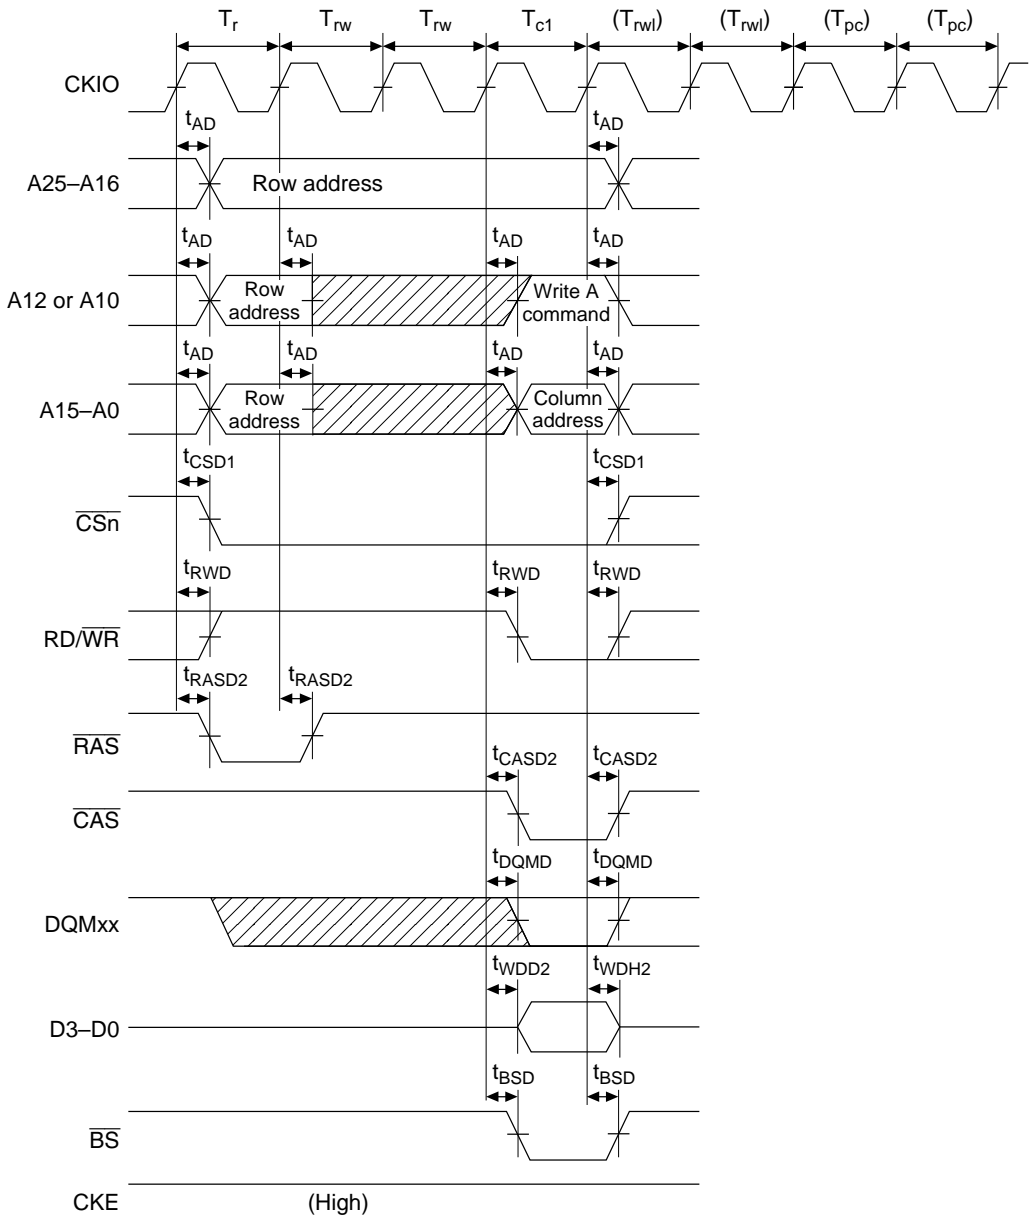 Tr Trw Trw Tc1 (Trwl) (Trwl) (Tpc) (Tpc)
CKIO
tAD tAD
A25–A16 Row address
tAD tAD tAD tAD
A12 or A10 Row address Write A command
tAD tAD tAD tAD
A15–A0 Row address Column address
tCSD1 tCSD1
CSn
tRWD tRWD tRWD
RD/WR
tRASD2 tRASD2
RAS
tCASD2 tCASD2
CAS
tDQMD tDQMD
DQMxx
tWDD2 tWDH2
D3–D0
tBSD tBSD
BS
CKE (High)